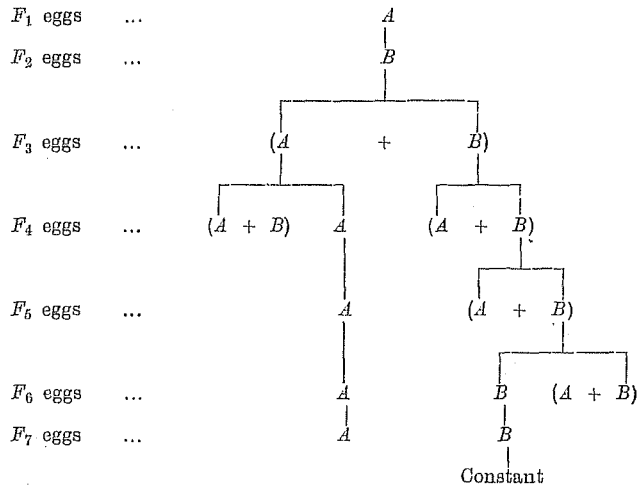 F₁ eggs ... A
F₂ eggs ... B
F₃ eggs ... (A + B)
F₄ eggs ... (A + B) A (A + B)
F₅ eggs ... A (A + B)
F₆ eggs ... A B (A + B)
F₇ eggs ... A B
Constant